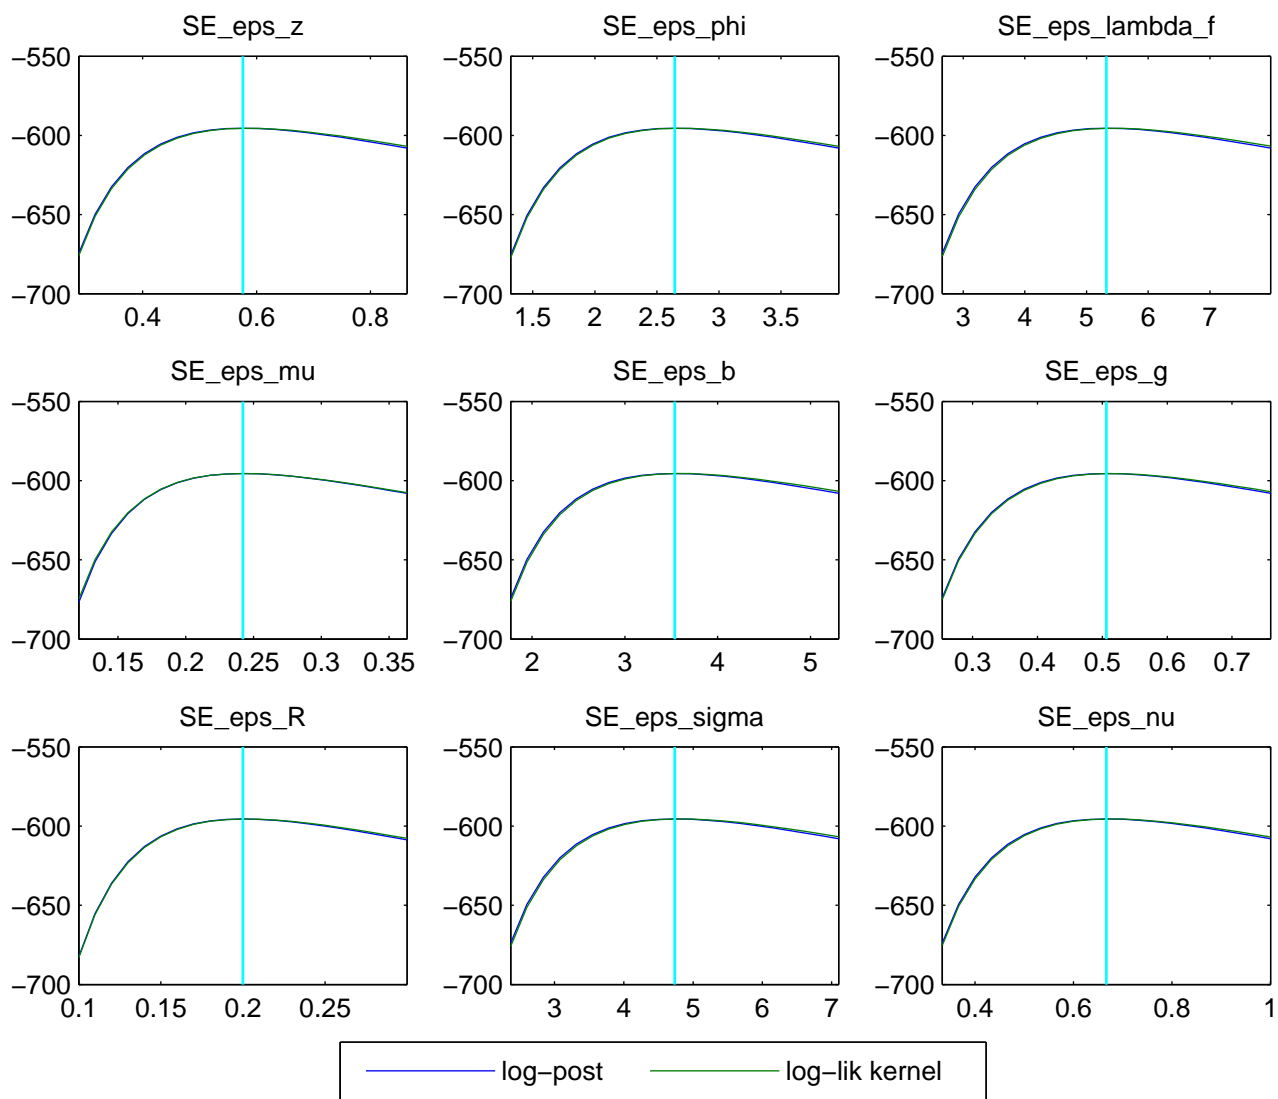 SE_eps_z SE_eps_phi SE_eps_lambda_f
−550 −550 −550
−600 −600 −600
−650 −650 −650
−700 −700 −700
0.4 0.6 0.8 1.5 2 2.5 3 3.5 3 4 5 6 7
SE_eps_mu SE_eps_b SE_eps_g
−550 −550 −550
−600 −600 −600
−650 −650 −650
−700 −700 −700
0.15 0.2 0.25 0.3 0.35 2 3 4 5 0.3 0.4 0.5 0.6 0.7
SE_eps_R SE_eps_sigma SE_eps_nu
−550 −550 −550
−600 −600 −600
−650 −650 −650
−700 −700 −700
0.1 0.15 0.2 0.25 3 4 5 6 7 0.4 0.6 0.8 1
log−post log−lik kernel